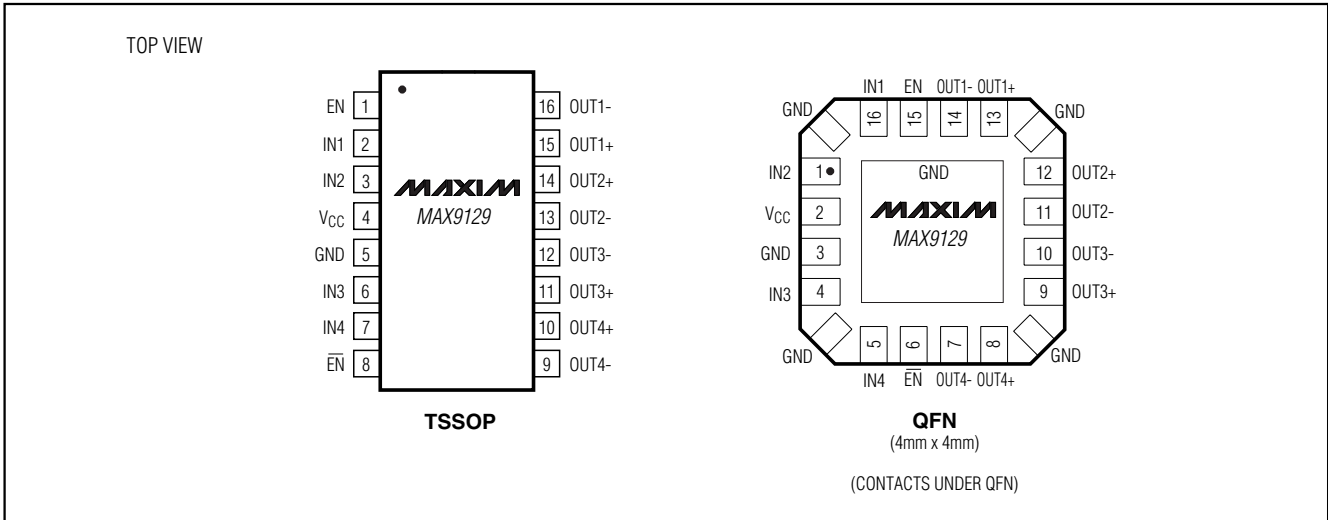 TOP VIEW
EN 1
IN1 2
IN2 3
VCC 4
GND 5
IN3 6
IN4 7
E̅N̅ 8
MAXIM
MAX9129
16 OUT1-
15 OUT1+
14 OUT2+
13 OUT2-
12 OUT3-
11 OUT3+
10 OUT4+
9 OUT4-
TSSOP
IN1 EN OUT1- OUT1+
GND 16 15 14 13 GND
IN2 1
VCC 2
GND 3
IN3 4
GND
MAXIM
MAX9129
12 OUT2+
11 OUT2-
10 OUT3-
9 OUT3+
GND 5 6 7 8 GND
IN4 E̅N̅ OUT4- OUT4+
QFN
(4mm x 4mm)
(CONTACTS UNDER QFN)